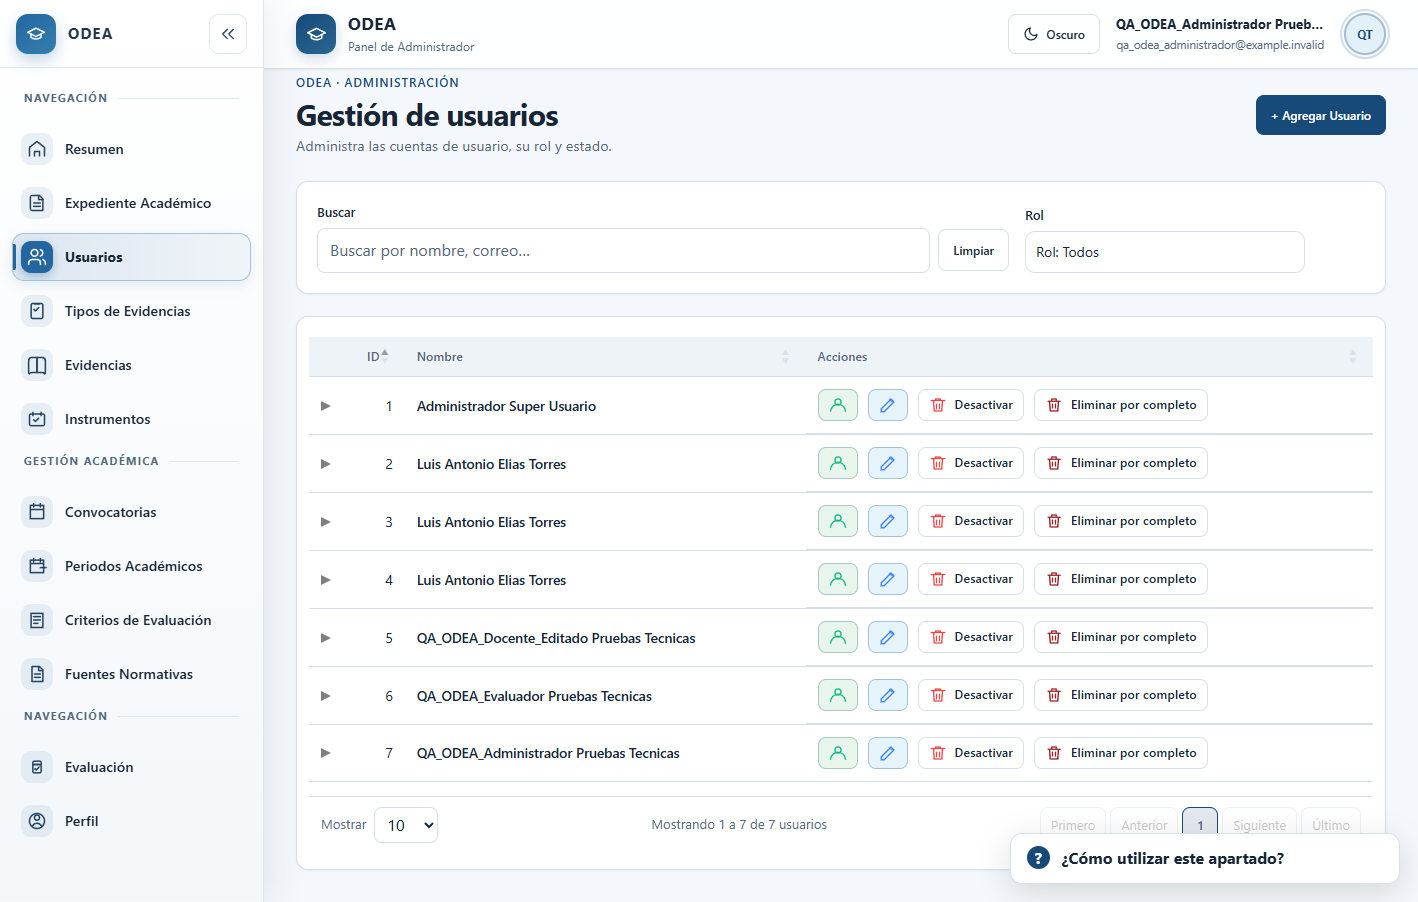 ODEA
NAVEGACIÓN
Resumen
Expediente Académico
Usuarios
Tipos de Evidencias
Evidencias
Instrumentos
GESTIÓN ACADÉMICA
Convocatorias
Periodos Académicos
Criterios de Evaluación
Fuentes Normativas
NAVEGACIÓN
Evaluación
Perfil
ODEA
Panel de Administrador
Oscuro
QA_ODEA_Administrador Prueb...
qa_odea_administrador@example.invalid
QT
ODEA · ADMINISTRACIÓN
Gestión de usuarios
Administra las cuentas de usuario, su rol y estado.
+ Agregar Usuario
Buscar
Buscar por nombre, correo...
Limpiar
Rol
Rol: Todos
ID Nombre Acciones
1 Administrador Super Usuario Desactivar Eliminar por completo
2 Luis Antonio Elias Torres Desactivar Eliminar por completo
3 Luis Antonio Elias Torres Desactivar Eliminar por completo
4 Luis Antonio Elias Torres Desactivar Eliminar por completo
5 QA_ODEA_Docente_Editado Pruebas Tecnicas Desactivar Eliminar por completo
6 QA_ODEA_Evaluador Pruebas Tecnicas Desactivar Eliminar por completo
7 QA_ODEA_Administrador Pruebas Tecnicas Desactivar Eliminar por completo
Mostrar 10 Mostrando 1 a 7 de 7 usuarios Primero Anterior 1 Siguiente Último
? ¿Cómo utilizar este apartado?